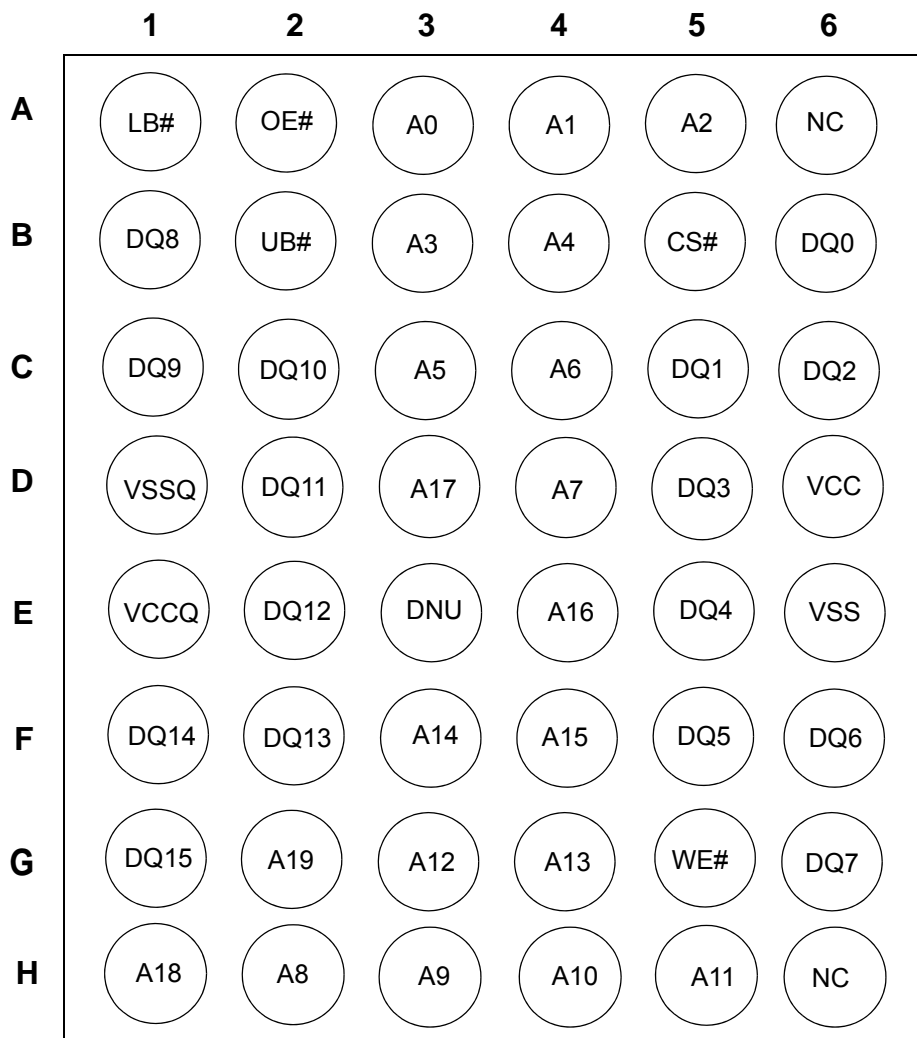 1 2 3 4 5 6
A LB# OE# A0 A1 A2 NC
B DQ8 UB# A3 A4 CS# DQ0
C DQ9 DQ10 A5 A6 DQ1 DQ2
D VSSQ DQ11 A17 A7 DQ3 VCC
E VCCQ DQ12 DNU A16 DQ4 VSS
F DQ14 DQ13 A14 A15 DQ5 DQ6
G DQ15 A19 A12 A13 WE# DQ7
H A18 A8 A9 A10 A11 NC